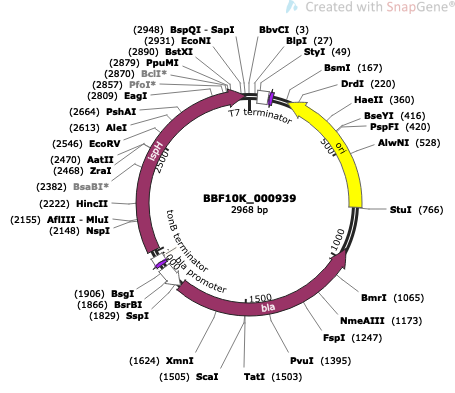 Created with SnapGene®
(2948) BspQI - SapI
(2931) EcoNI
(2890) BstXI
(2879) PpuMI
(2870) BclI*
(2857) PfoI*
(2809) EagI
(2664) PshAI
(2613) AleI
(2546) EcoRV
(2470) AatII
(2468) ZraI
(2382) BsaBI*
(2222) HincII
(2155) AflIII - MluI
(2148) NspI
(1906) BsgI
(1866) BsrBI
(1829) SspI
(1624) XmnI
(1505) ScaI
TatI (1503)
PvuI (1395)
FspI (1247)
NmeAIII (1173)
BmrI (1065)
StuI (766)
AlwNI (528)
PspFI (420)
BseYI (416)
HaeII (360)
DrdI (220)
BsmI (167)
StyI (49)
BlpI (27)
BbvCI (3)
T7 terminator
ori
500
1000
1500
bla
bla promoter
tonB terminator
2000
ispH
2500
BBF10K_000939
2968 bp